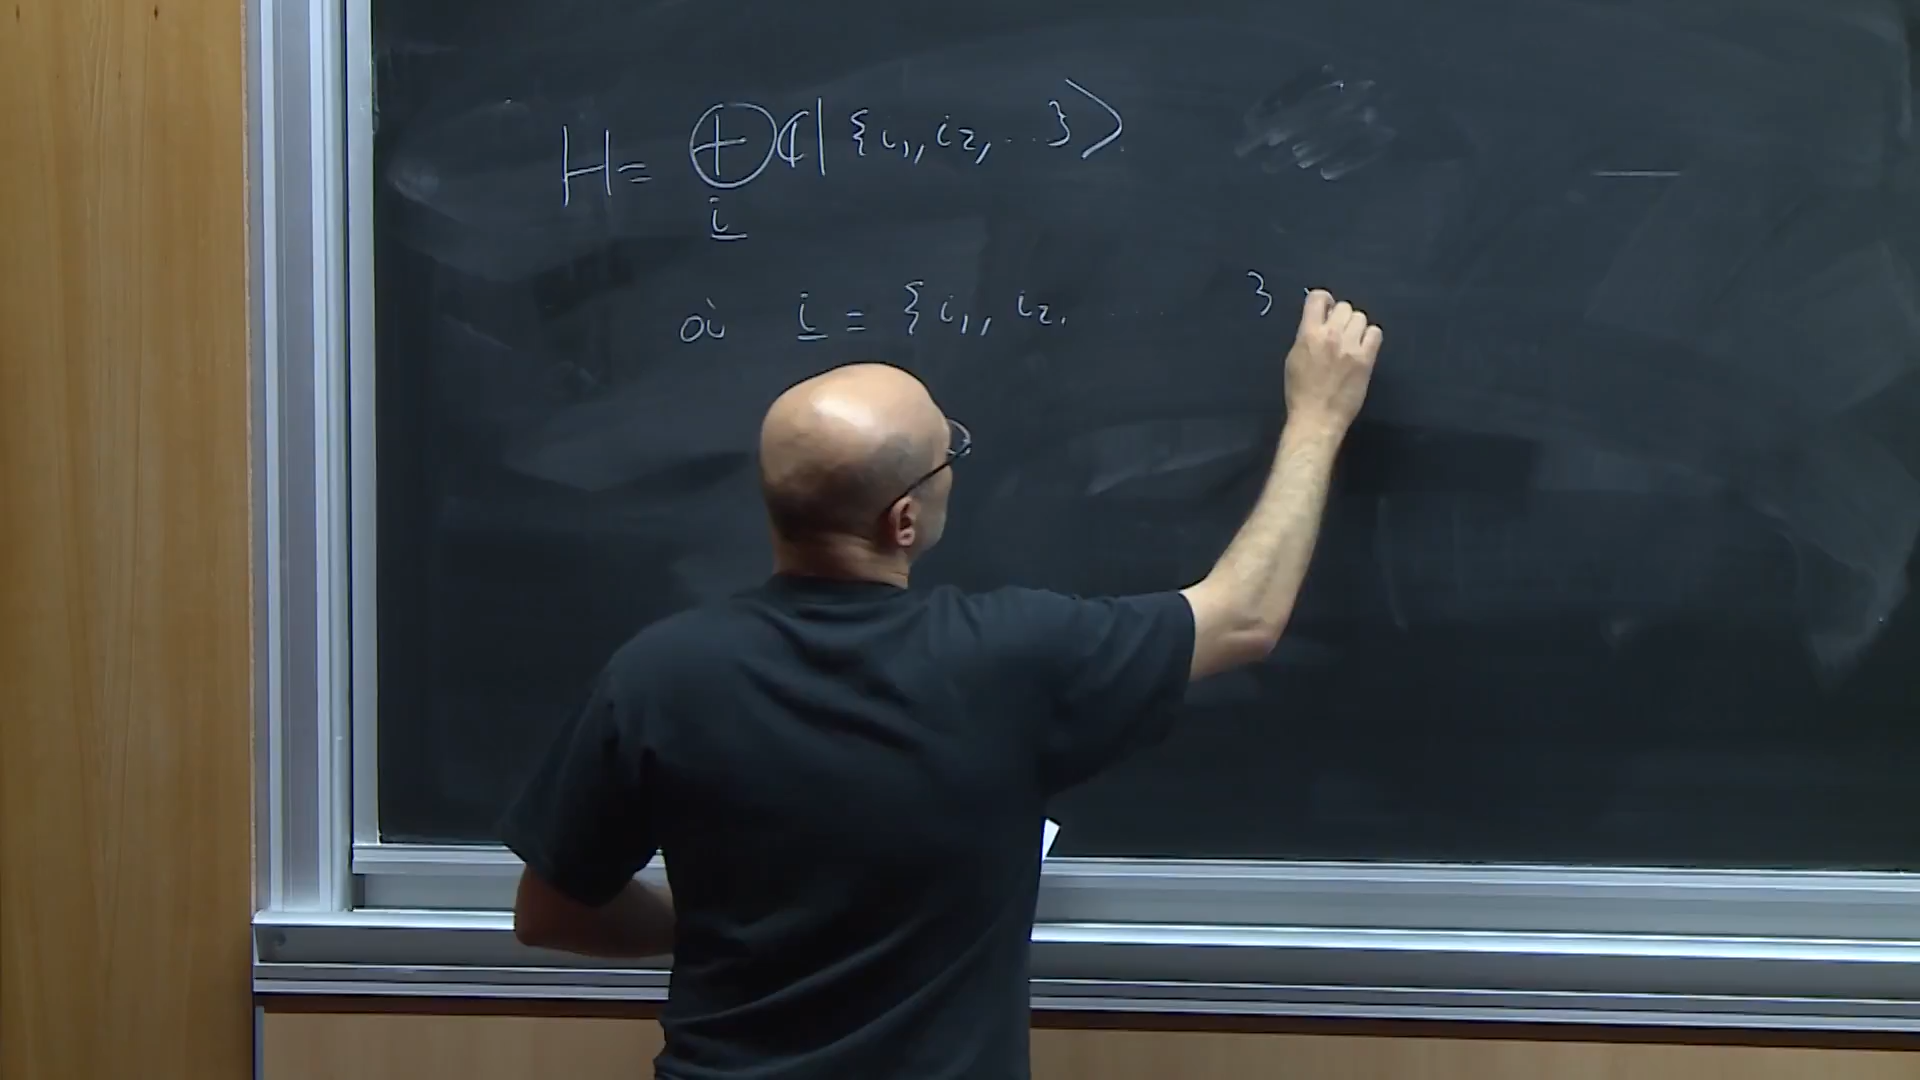 H = ⊕ ℂ|{i₁, i₂, ...}⟩
i̲
où i̲ = {i₁, i₂, ..... }